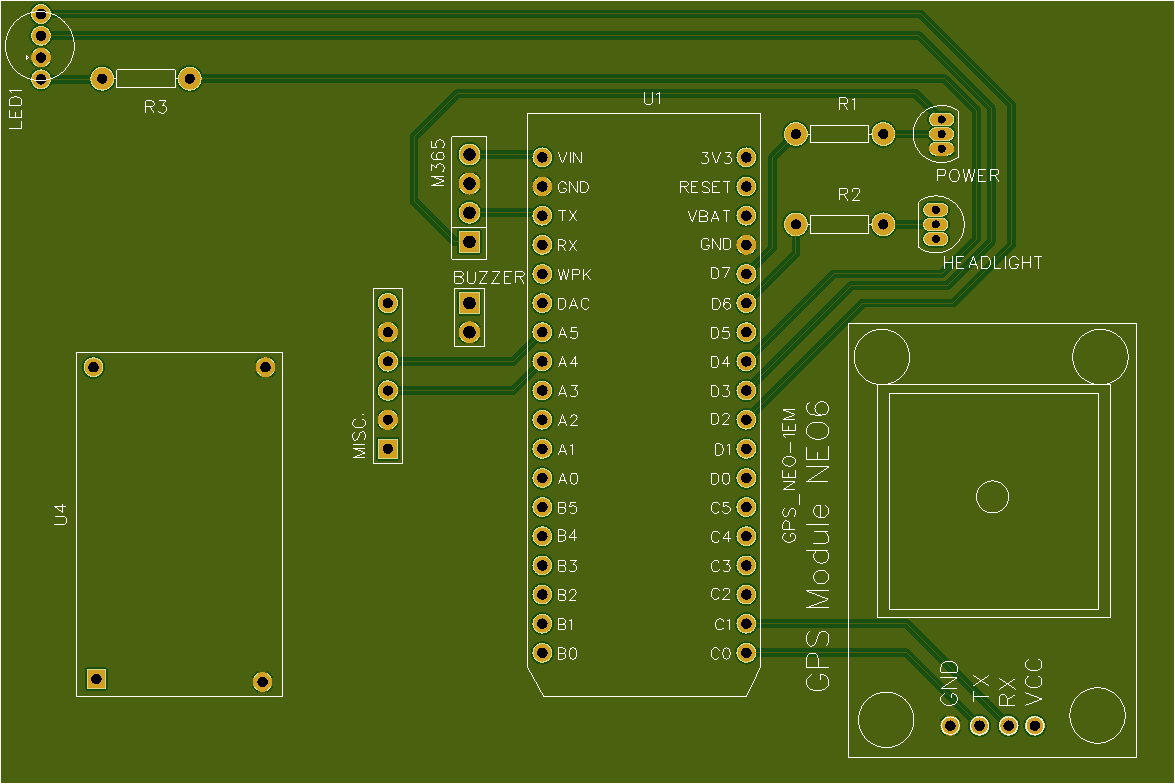 LED1
R3
M365
BUZZER
MISC.
U4
U1
VIN
GND
TX
RX
WPK
DAC
A5
A4
A3
A2
A1
A0
B5
B4
B3
B2
B1
B0
3V3
RESET
VBAT
GND
D7
D6
D5
D4
D3
D2
D1
D0
C5
C4
C3
C2
C1
C0
R1
POWER
R2
HEADLIGHT
GPS_NEO-1EM
GPS Module NEO6
GND
TX
RX
VCC